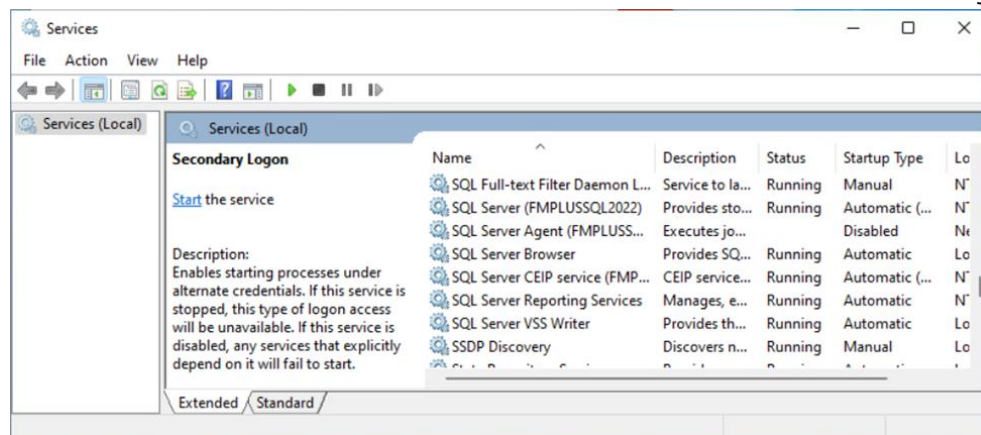 Services
File Action View Help
Services (Local)
Services (Local)
Secondary Logon
Start the service
Description:
Enables starting processes under
alternate credentials. If this service is
stopped, this type of logon access
will be unavailable. If this service is
disabled, any services that explicitly
depend on it will fail to start.
Name Description Status Startup Type Lo
SQL Full-text Filter Daemon L... Service to la... Running Manual NT
SQL Server (FMPLUSSQL2022) Provides sto... Running Automatic (... NT
SQL Server Agent (FMPLUSS... Executes jo... Disabled Ne
SQL Server Browser Provides SQ... Running Automatic Lo
SQL Server CEIP service (FMP... CEIP service... Running Automatic (... NT
SQL Server Reporting Services Manages, e... Running Automatic NT
SQL Server VSS Writer Provides th... Running Automatic Lo
SSDP Discovery Discovers n... Running Manual Lo
Extended Standard